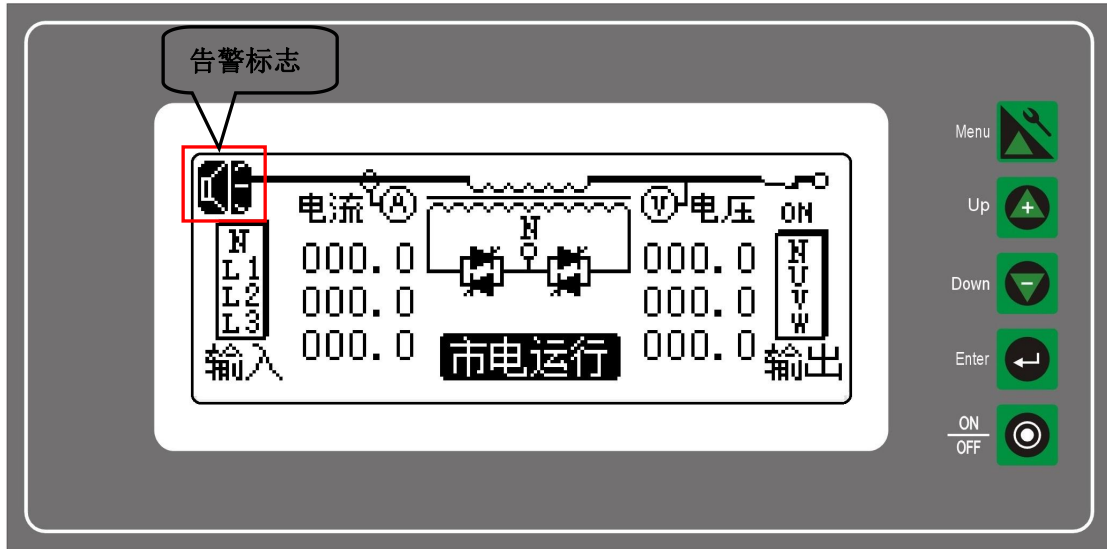 告警标志
电流 A
V 电压
ON
N
L1
L2
L3
输入
000.0
000.0
000.0
N
市电运行
000.0
000.0
000.0
N
U
V
W
输出
Menu
Up
Down
Enter
ON
OFF